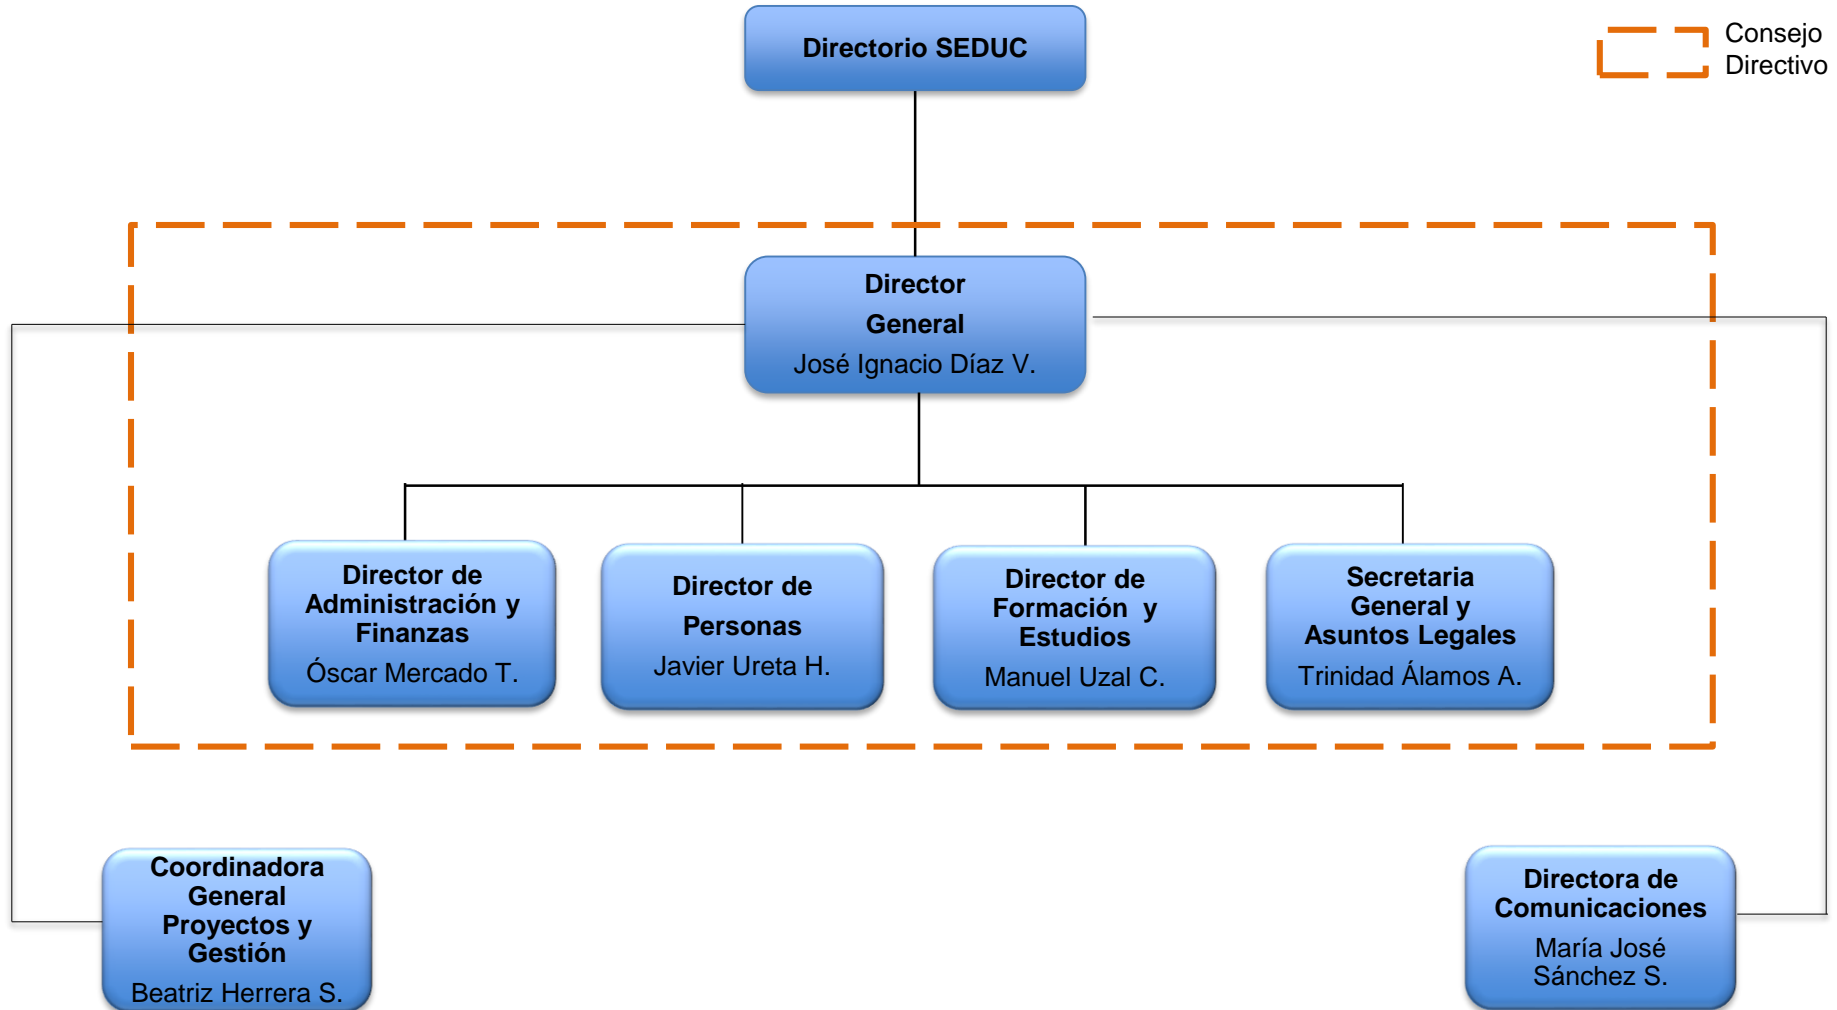 Directorio SEDUC
Consejo
Directivo
Director
General
José Ignacio Díaz V.
Director de
Administración y
Finanzas
Óscar Mercado T.
Director de
Personas
Javier Ureta H.
Director de
Formación y
Estudios
Manuel Uzal C.
Secretaria
General y
Asuntos Legales
Trinidad Álamos A.
Coordinadora
General
Proyectos y
Gestión
Beatriz Herrera S.
Directora de
Comunicaciones
María José
Sánchez S.